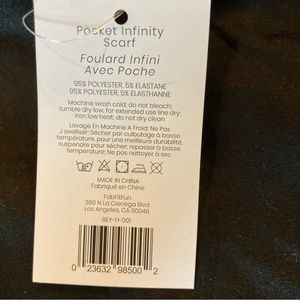 Pocket Infinity
Scarf
Foulard Infini
Avec Poche
95% POLYESTER, 5% ELASTANE
95% POLYESTER, 5% ELASTHANNE
Machine wash cold; do not bleach;
tumble dry low, for extended wear line dry;
iron low heat; do not dry clean
Lavage En Machine A Froid; Ne Pas
J avelliser; Sécher par culbutage à basse
température; pour une meilleure durabilité
suspendre pour sécher; repasser à basse
température; Ne pas nettoyer à sec
MADE IN CHINA
Fabriqué en Chine
FabFitFun
360 N La Cienega Blvd
Los Angeles, CA 90048
BEY-FI-001
0 23632 98500 2